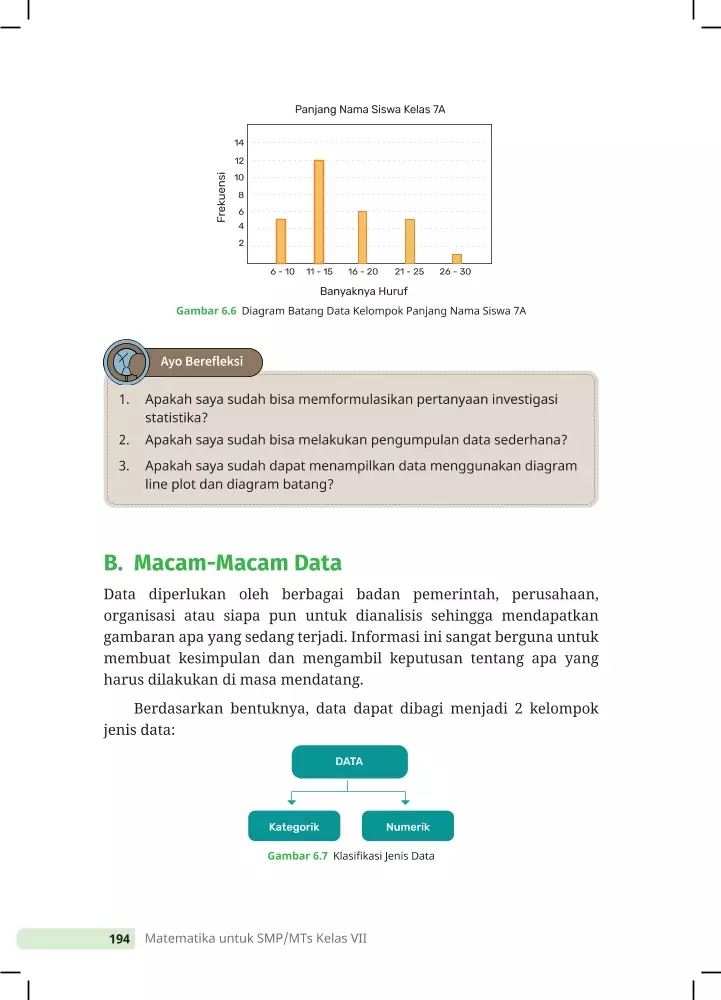 Panjang Nama Siswa Kelas 7A
14
12
10
8
6
4
2
Frekuensi
6 - 10 11 - 15 16 - 20 21 - 25 26 - 30
Banyaknya Huruf
Gambar 6.6 Diagram Batang Data Kelompok Panjang Nama Siswa 7A
Ayo Berefleksi
1. Apakah saya sudah bisa memformulasikan pertanyaan investigasi
statistika?
2. Apakah saya sudah bisa melakukan pengumpulan data sederhana?
3. Apakah saya sudah dapat menampilkan data menggunakan diagram
line plot dan diagram batang?
B. Macam-Macam Data
Data diperlukan oleh berbagai badan pemerintah, perusahaan,
organisasi atau siapa pun untuk dianalisis sehingga mendapatkan
gambaran apa yang sedang terjadi. Informasi ini sangat berguna untuk
membuat kesimpulan dan mengambil keputusan tentang apa yang
harus dilakukan di masa mendatang.
Berdasarkan bentuknya, data dapat dibagi menjadi 2 kelompok
jenis data:
DATA
Kategorik Numerik
Gambar 6.7 Klasifikasi Jenis Data
194 Matematika untuk SMP/MTs Kelas VII